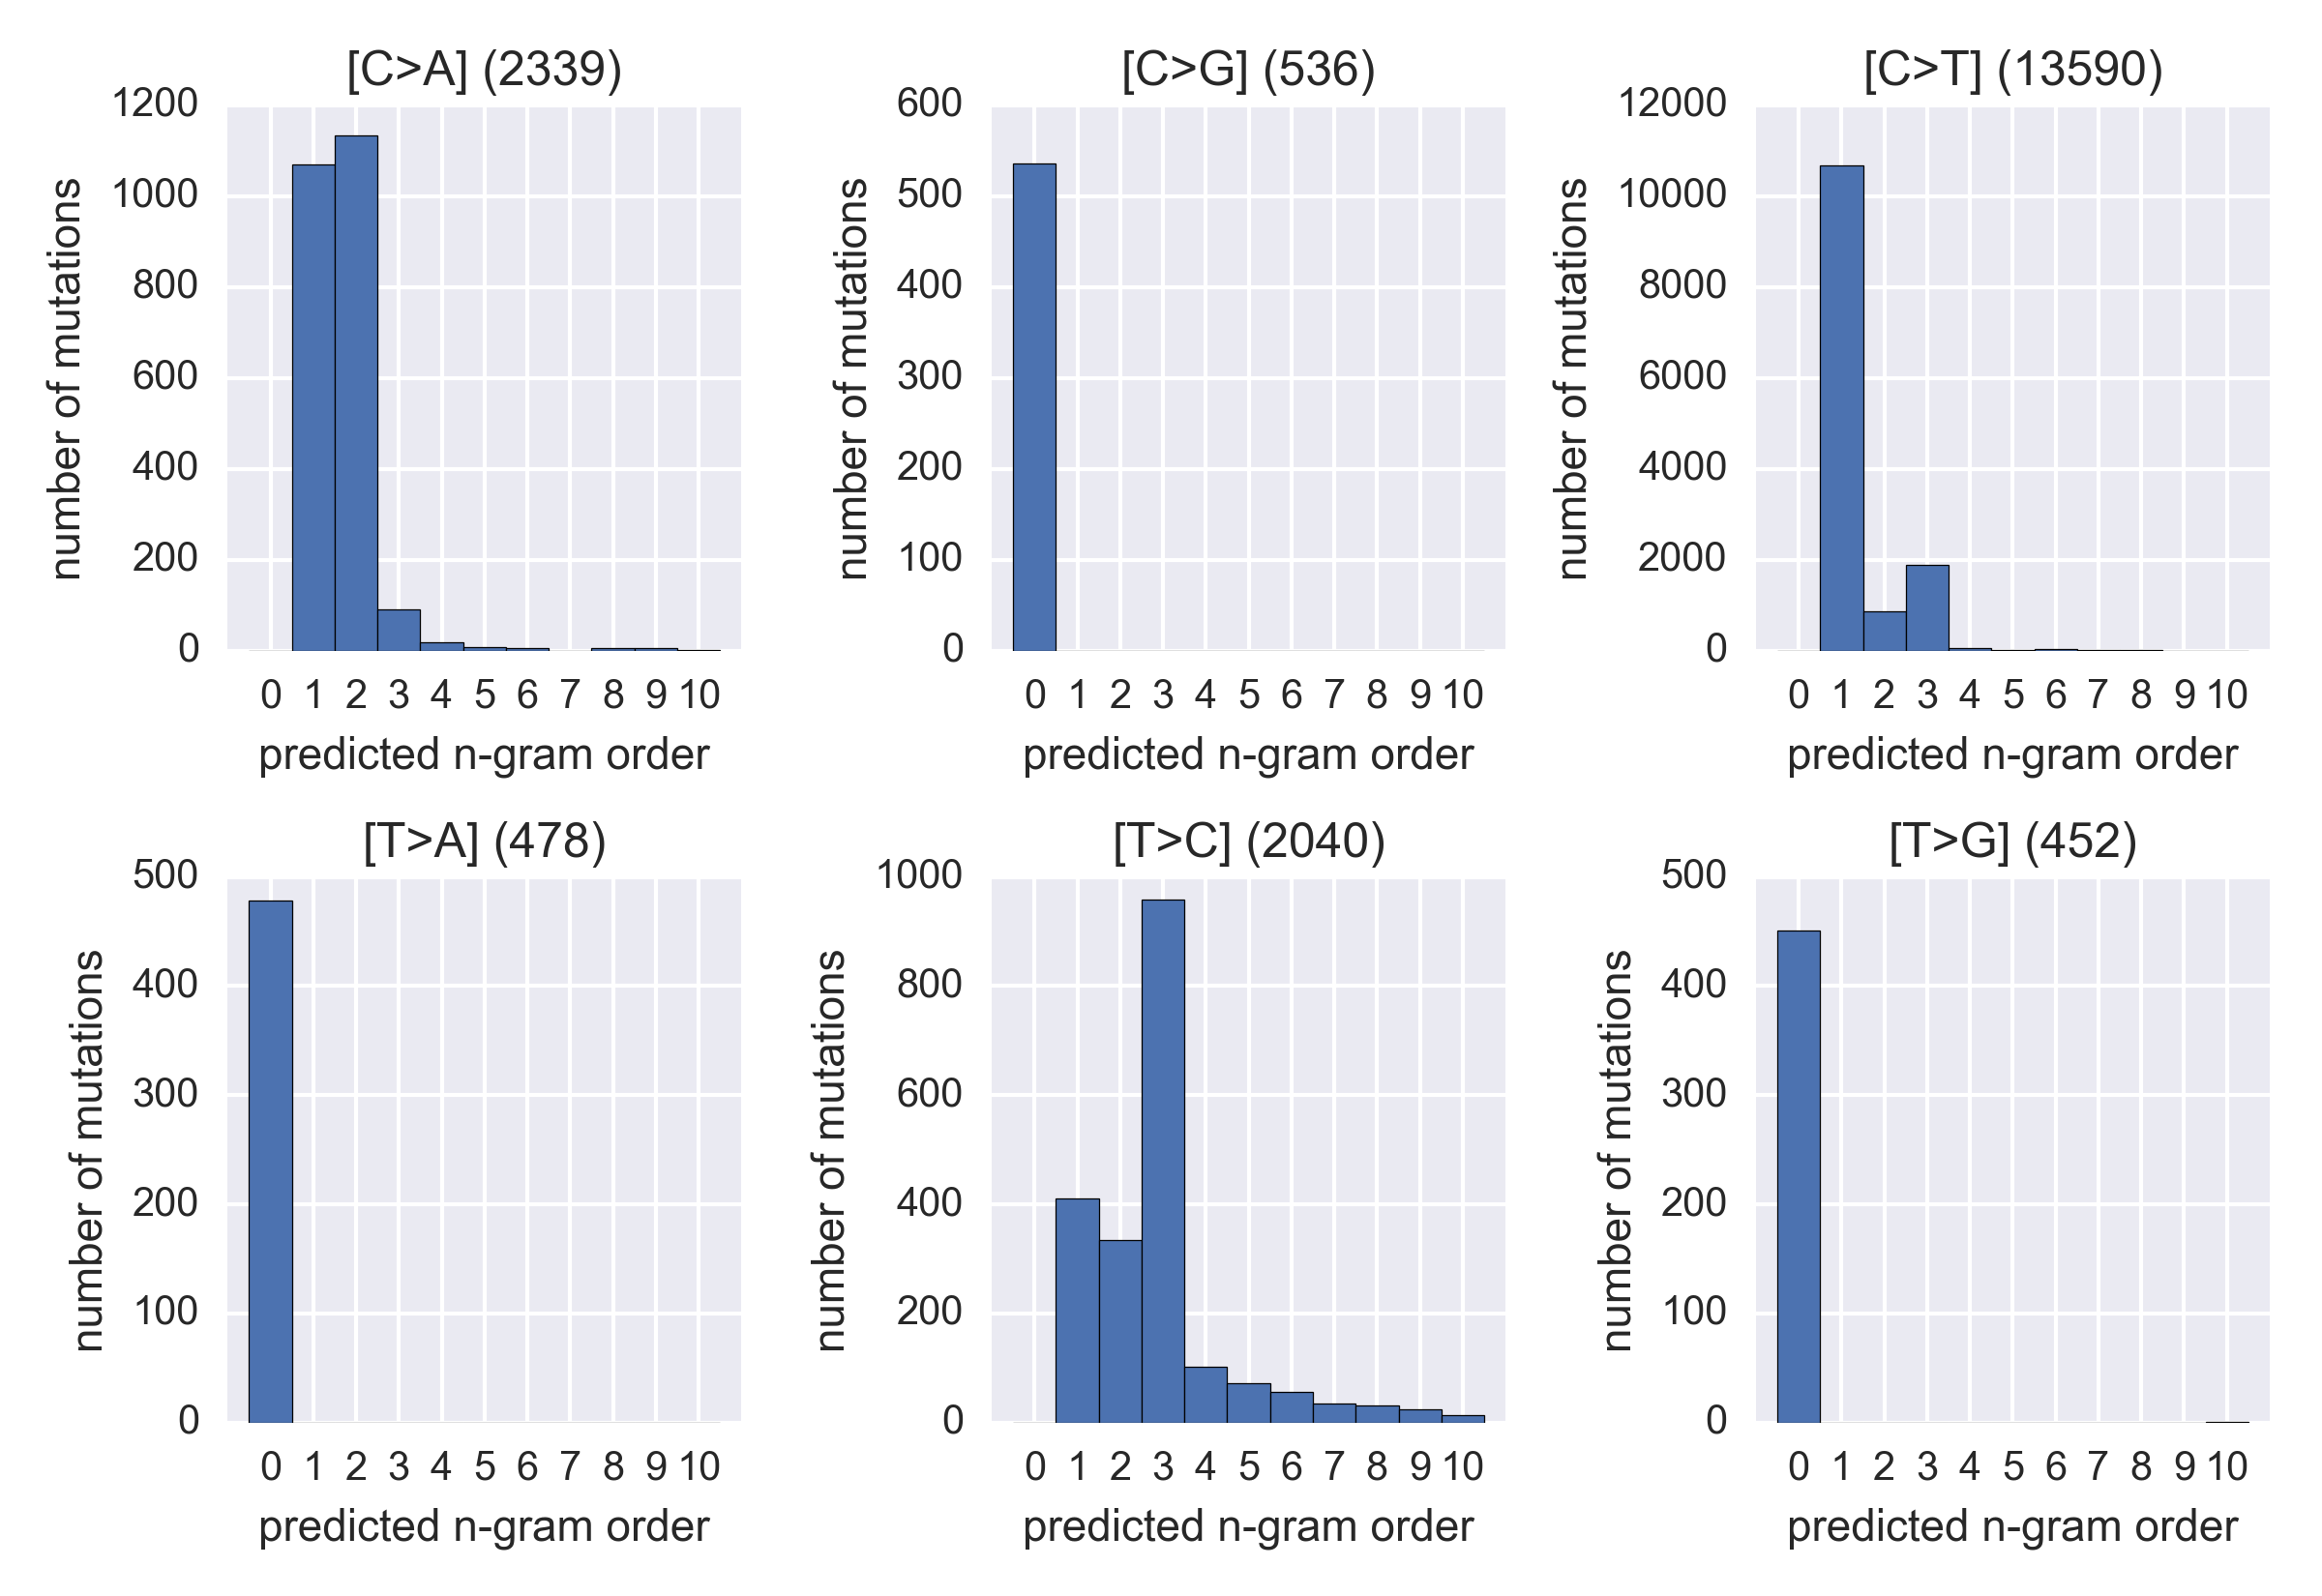 [C>A] (2339)
1200
1000
800
600
400
200
0
number of mutations
0 1 2 3 4 5 6 7 8 9 10
predicted n-gram order
[C>G] (536)
600
500
400
300
200
100
0
number of mutations
0 1 2 3 4 5 6 7 8 9 10
predicted n-gram order
[C>T] (13590)
12000
10000
8000
6000
4000
2000
0
number of mutations
0 1 2 3 4 5 6 7 8 9 10
predicted n-gram order
[T>A] (478)
500
400
300
200
100
0
number of mutations
0 1 2 3 4 5 6 7 8 9 10
predicted n-gram order
[T>C] (2040)
1000
800
600
400
200
0
number of mutations
0 1 2 3 4 5 6 7 8 9 10
predicted n-gram order
[T>G] (452)
500
400
300
200
100
0
number of mutations
0 1 2 3 4 5 6 7 8 9 10
predicted n-gram order